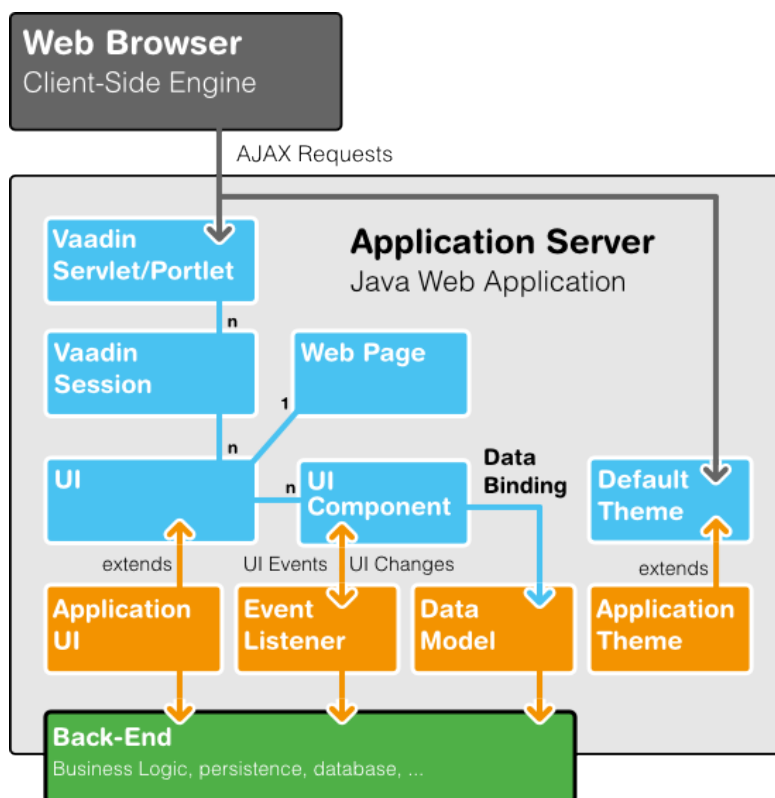 Web Browser
Client-Side Engine
AJAX Requests
Vaadin
Servlet/Portlet
Application Server
Java Web Application
n
Vaadin
Session
Web Page
1
n
UI
n
UI
Component
Data
Binding
Default
Theme
extends
UI Events
UI Changes
extends
Application
UI
Event
Listener
Data
Model
Application
Theme
Back-End
Business Logic, persistence, database, ...